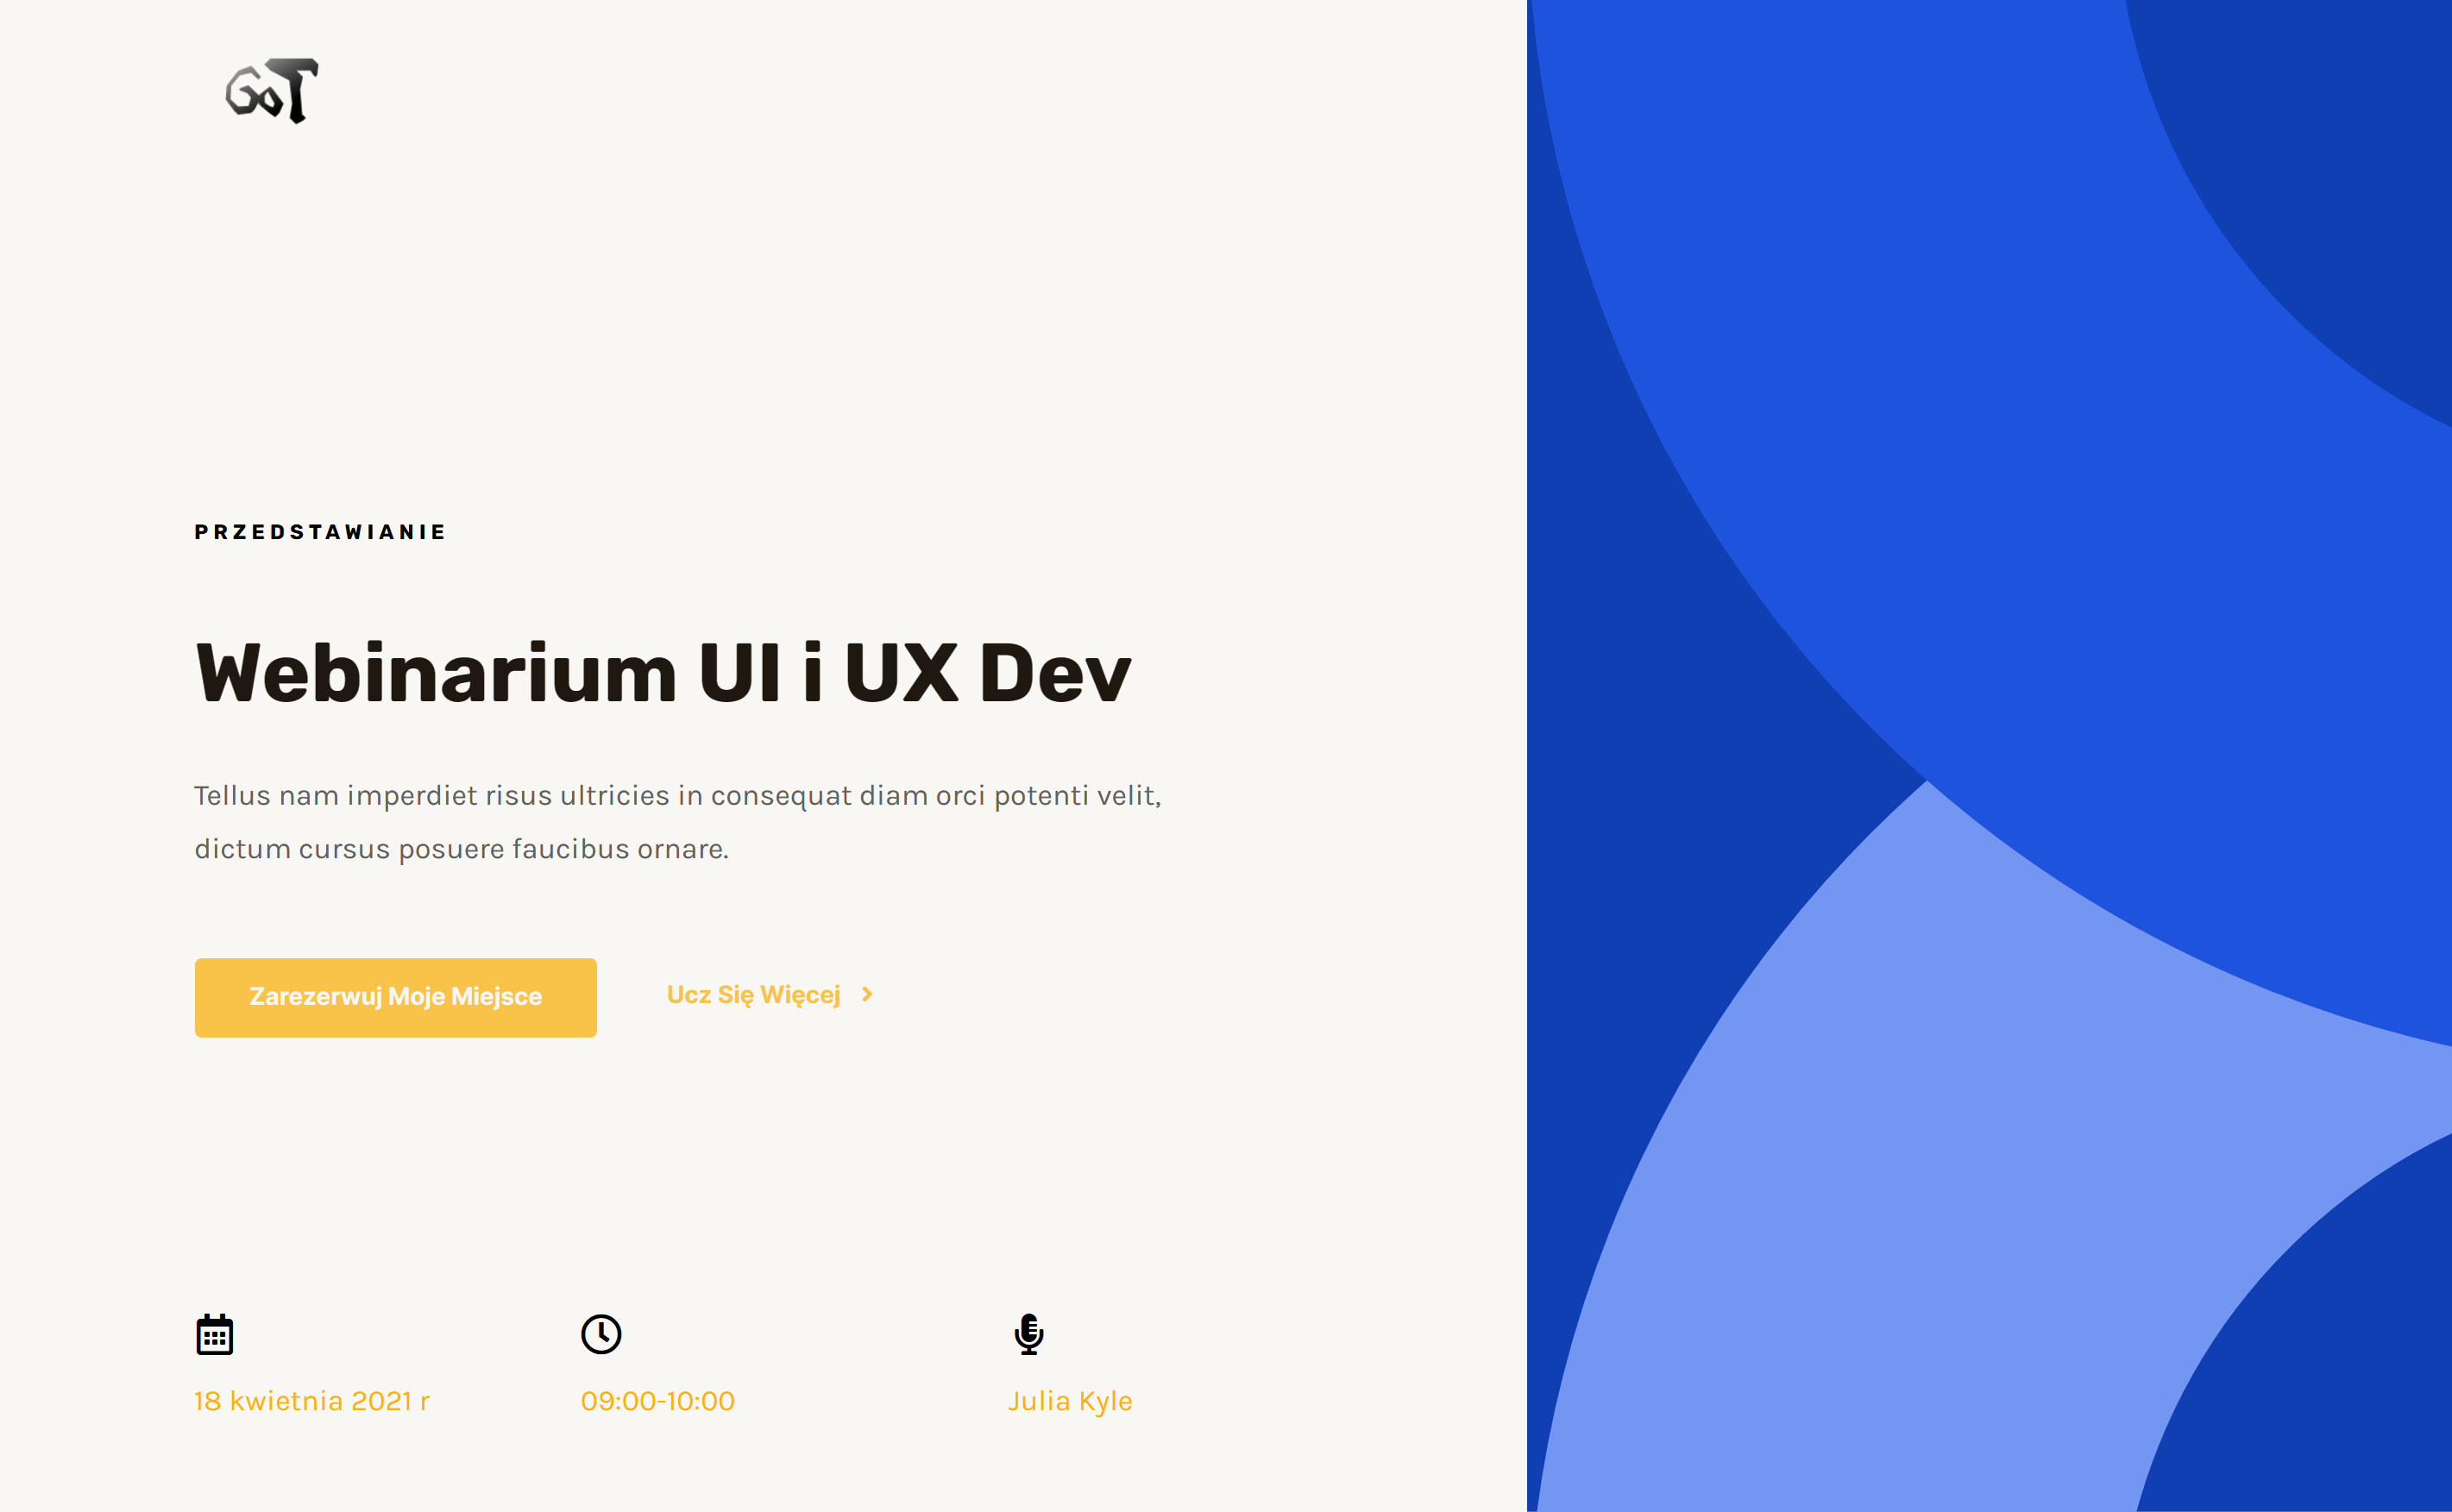 GoT
PRZEDSTAWIANIE
Webinarium UI i UX Dev
Tellus nam imperdiet risus ultricies in consequat diam orci potenti velit,
dictum cursus posuere faucibus ornare.
Zarezerwuj Moje Miejsce
Ucz Się Więcej
18 kwietnia 2021 r
09:00-10:00
Julia Kyle